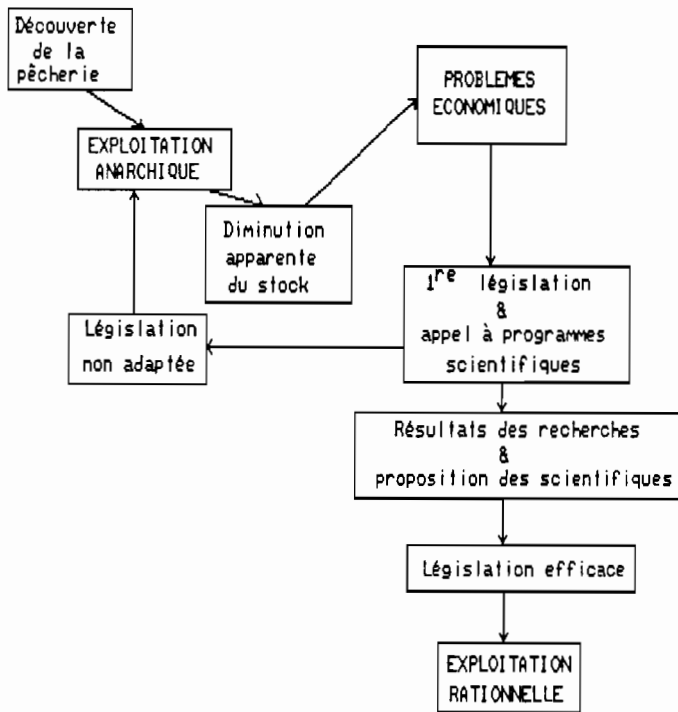 Découverte
de la
pêcherie
PROBLEMES
ECONOMIQUES
EXPLOITATION
ANARCHIQUE
Diminution
apparente
du stock
1re législation
&
appel à programmes
scientifiques
Législation
non adaptée
Résultats des recherches
&
proposition des scientifiques
Législation efficace
EXPLOITATION
RATIONNELLE